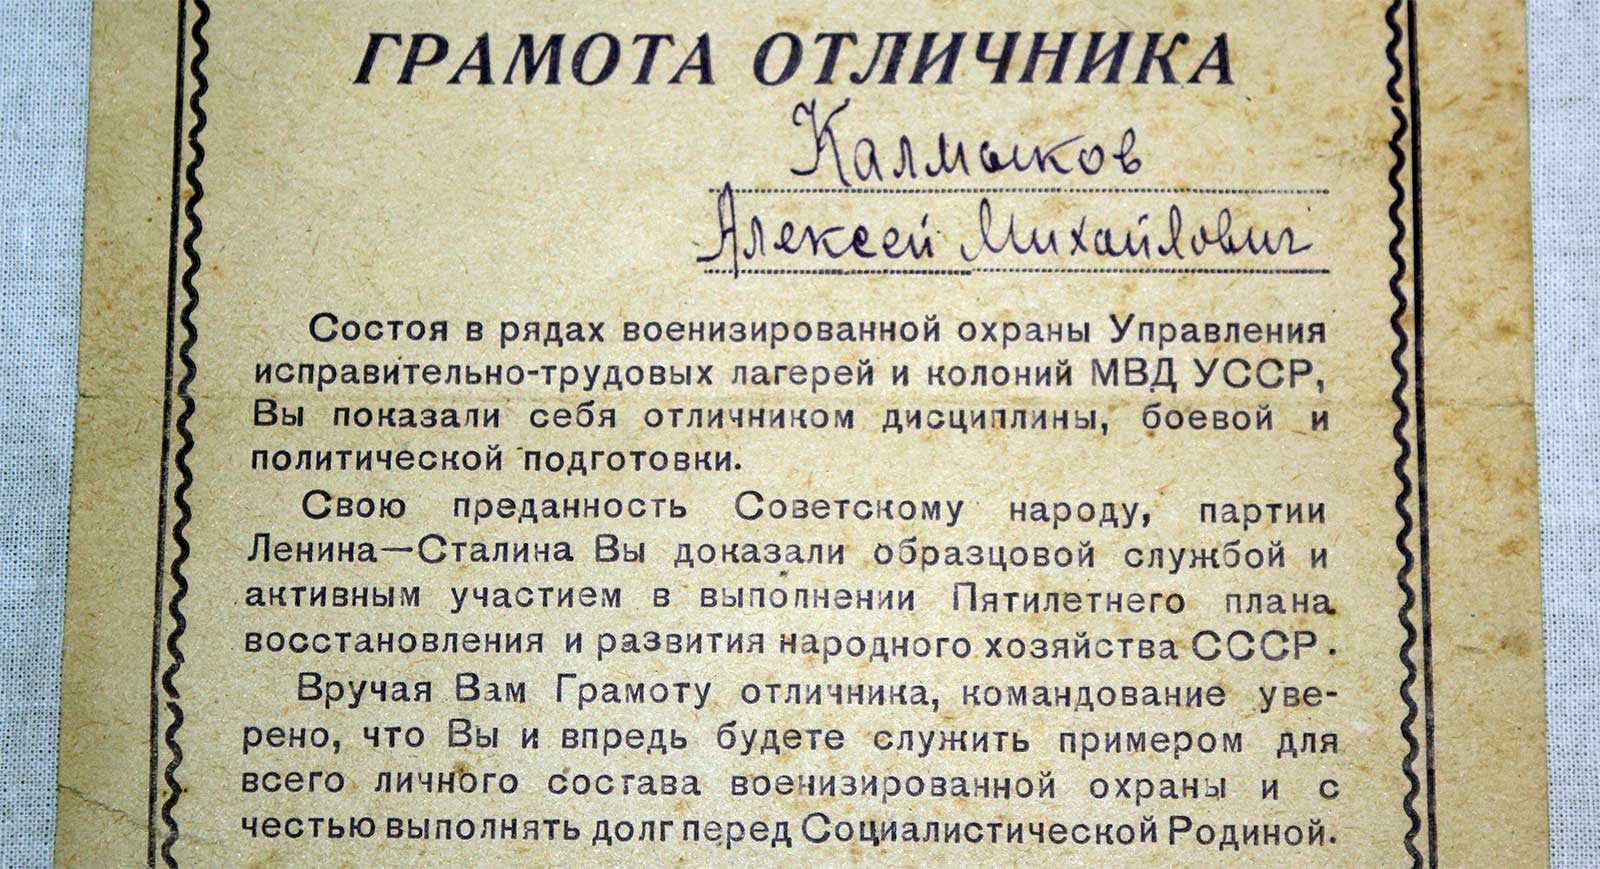 ГРАМОТА ОТЛИЧНИКА
Калмыков
Алексей Михайлович
Состоя в рядах военизированной охраны Управления
исправительно-трудовых лагерей и колоний МВД УССР,
Вы показали себя отличником дисциплины, боевой и
политической подготовки.
Свою преданность Советскому народу, партии
Ленина—Сталина Вы доказали образцовой службой и
активным участием в выполнении Пятилетнего плана
восстановления и развития народного хозяйства СССР.
Вручая Вам Грамоту отличника, командование уве-
рено, что Вы и впредь будете служить примером для
всего личного состава военизированной охраны и с
честью выполнять долг перед Социалистической Родиной.